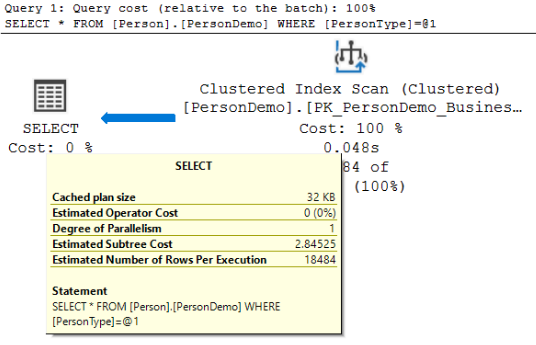 Query 1: Query cost (relative to the batch): 100%
SELECT * FROM [Person].[PersonDemo] WHERE [PersonType]=@1
Clustered Index Scan (Clustered)
[PersonDemo].[PK_PersonDemo_Busines…
Cost: 100 %
0.048s
84 of
(100%)
SELECT
Cost: 0 %
SELECT
Cached plan size 32 KB
Estimated Operator Cost 0 (0%)
Degree of Parallelism 1
Estimated Subtree Cost 2.84525
Estimated Number of Rows Per Execution 18484
Statement
SELECT * FROM [Person].[PersonDemo] WHERE
[PersonType]=@1